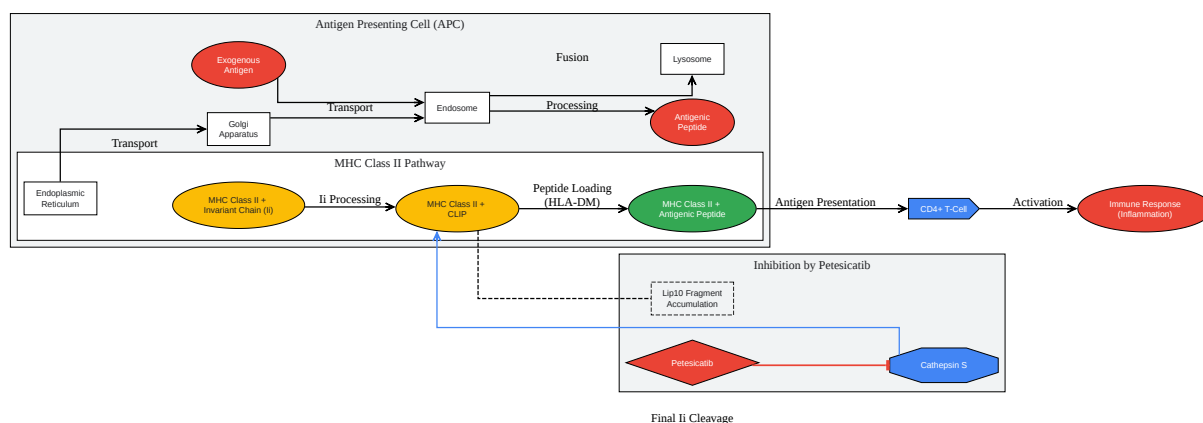 Antigen Presenting Cell (APC)
Exogenous
Antigen
Fusion
Lysosome
Transport
Endosome
Processing
Golgi
Apparatus
Antigenic
Peptide
Transport
MHC Class II Pathway
Endoplasmic
Reticulum
MHC Class II +
Invariant Chain (Ii)
Ii Processing
MHC Class II +
CLIP
Peptide Loading
(HLA-DM)
MHC Class II +
Antigenic Peptide
Antigen Presentation
CD4+ T-Cell
Activation
Immune Response
(Inflammation)
Inhibition by Petesicatib
Lip10 Fragment
Accumulation
Petesicatib
Cathepsin S
Final Ii Cleavage